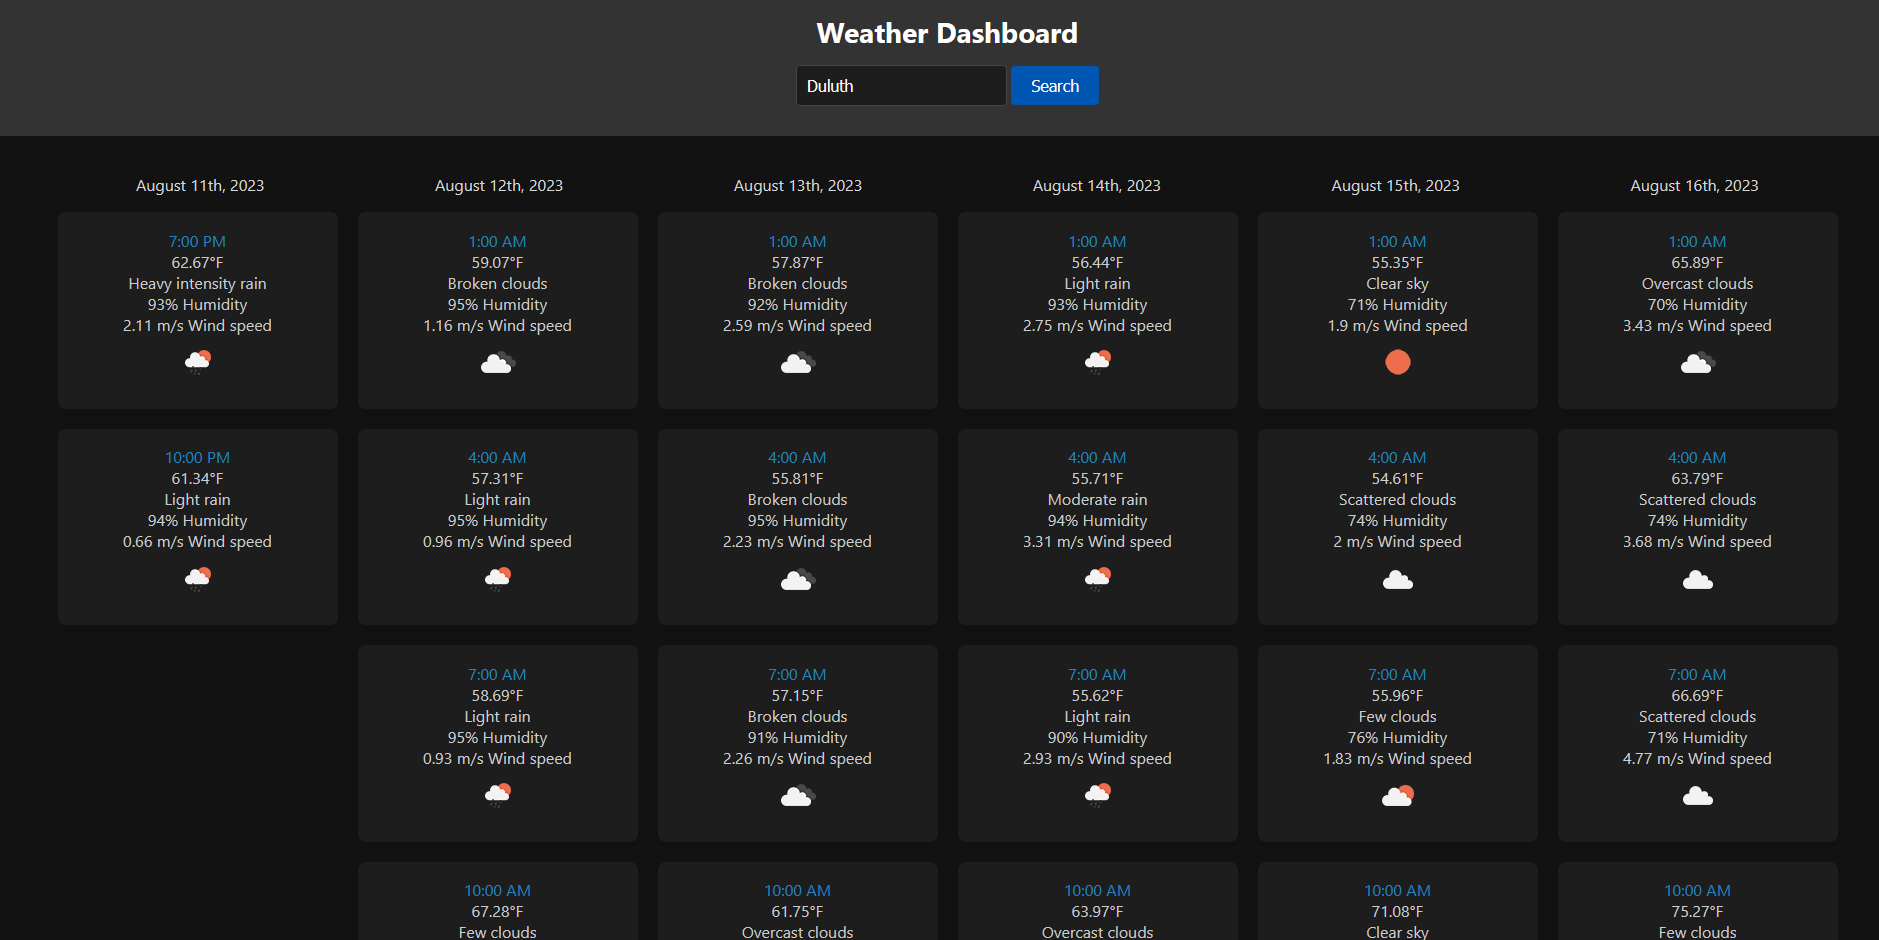 Weather Dashboard
Duluth
Search
August 11th, 2023
7:00 PM
62.67°F
Heavy intensity rain
93% Humidity
2.11 m/s Wind speed
10:00 PM
61.34°F
Light rain
94% Humidity
0.66 m/s Wind speed
August 12th, 2023
1:00 AM
59.07°F
Broken clouds
95% Humidity
1.16 m/s Wind speed
4:00 AM
57.31°F
Light rain
95% Humidity
0.96 m/s Wind speed
7:00 AM
58.69°F
Light rain
95% Humidity
0.93 m/s Wind speed
10:00 AM
67.28°F
Few clouds
August 13th, 2023
1:00 AM
57.87°F
Broken clouds
92% Humidity
2.59 m/s Wind speed
4:00 AM
55.81°F
Broken clouds
95% Humidity
2.23 m/s Wind speed
7:00 AM
57.15°F
Broken clouds
91% Humidity
2.26 m/s Wind speed
10:00 AM
61.75°F
Overcast clouds
August 14th, 2023
1:00 AM
56.44°F
Light rain
93% Humidity
2.75 m/s Wind speed
4:00 AM
55.71°F
Moderate rain
94% Humidity
3.31 m/s Wind speed
7:00 AM
55.62°F
Light rain
90% Humidity
2.93 m/s Wind speed
10:00 AM
63.97°F
Overcast clouds
August 15th, 2023
1:00 AM
55.35°F
Clear sky
71% Humidity
1.9 m/s Wind speed
4:00 AM
54.61°F
Scattered clouds
74% Humidity
2 m/s Wind speed
7:00 AM
55.96°F
Few clouds
76% Humidity
1.83 m/s Wind speed
10:00 AM
71.08°F
Clear sky
August 16th, 2023
1:00 AM
65.89°F
Overcast clouds
70% Humidity
3.43 m/s Wind speed
4:00 AM
63.79°F
Scattered clouds
74% Humidity
3.68 m/s Wind speed
7:00 AM
66.69°F
Scattered clouds
71% Humidity
4.77 m/s Wind speed
10:00 AM
75.27°F
Few clouds